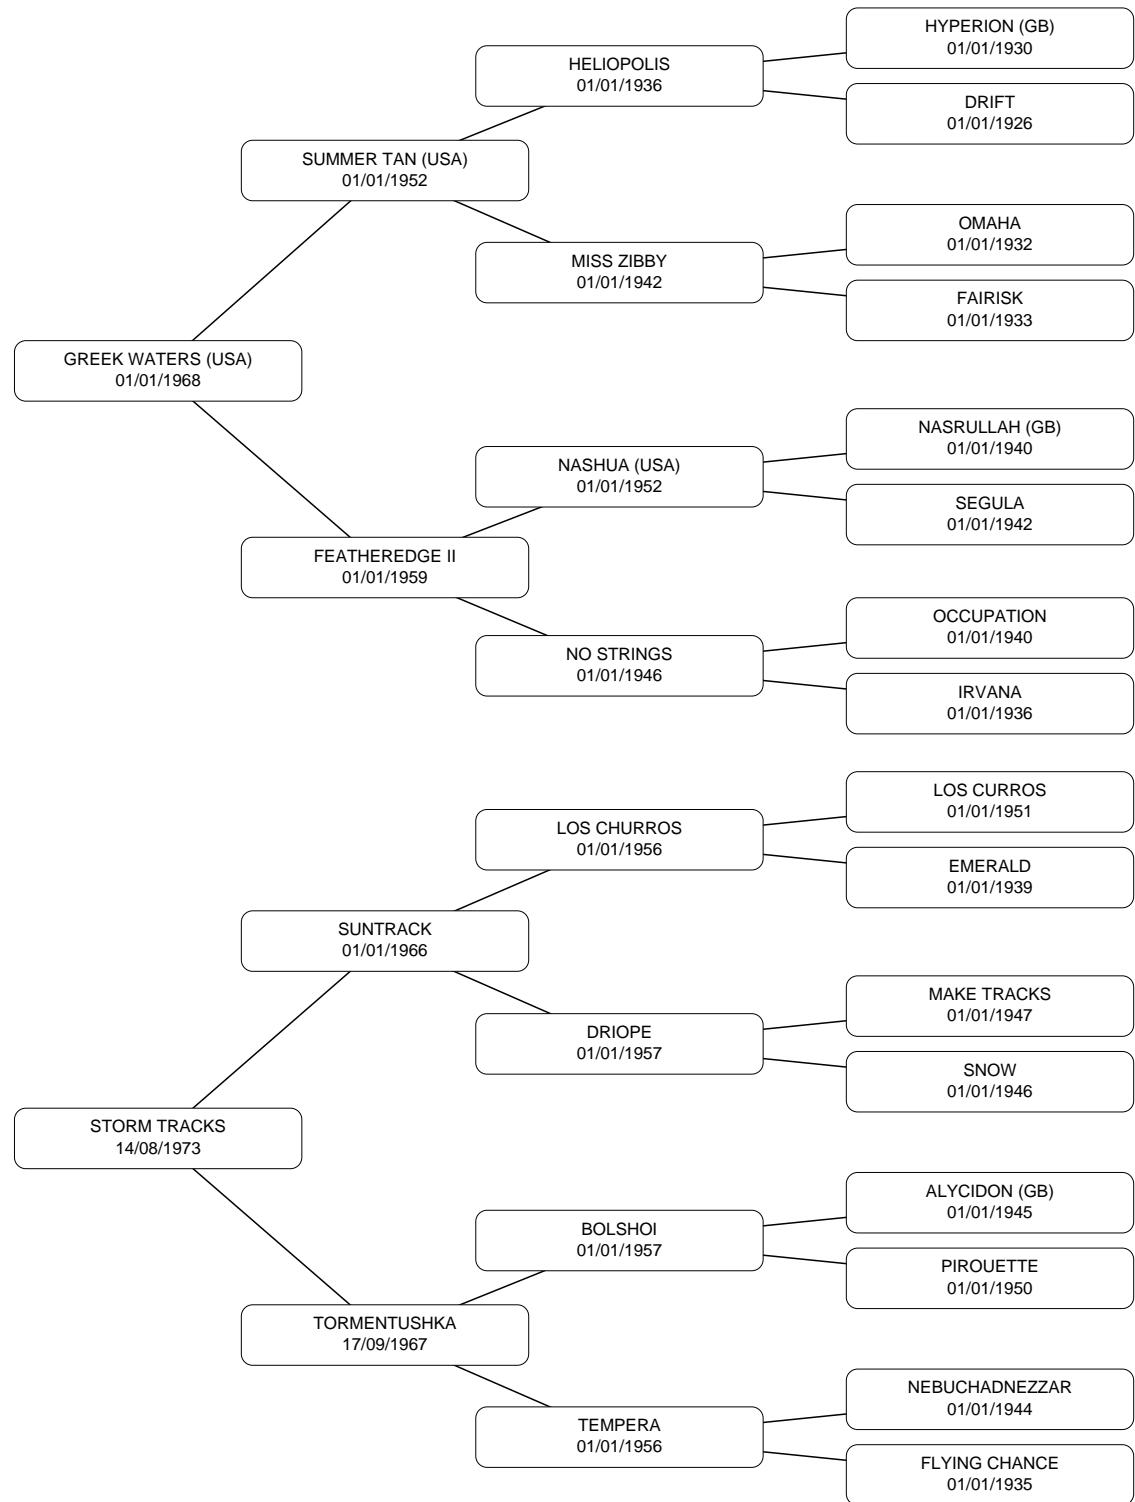 HYPERION (GB)
01/01/1930
HELIOPOLIS
01/01/1936
DRIFT
01/01/1926
SUMMER TAN (USA)
01/01/1952
OMAHA
01/01/1932
MISS ZIBBY
01/01/1942
FAIRISK
01/01/1933
GREEK WATERS (USA)
01/01/1968
NASRULLAH (GB)
01/01/1940
NASHUA (USA)
01/01/1952
SEGULA
01/01/1942
FEATHEREDGE II
01/01/1959
OCCUPATION
01/01/1940
NO STRINGS
01/01/1946
IRVANA
01/01/1936
LOS CURROS
01/01/1951
LOS CHURROS
01/01/1956
EMERALD
01/01/1939
SUNTRACK
01/01/1966
MAKE TRACKS
01/01/1947
DRIOPE
01/01/1957
SNOW
01/01/1946
STORM TRACKS
14/08/1973
ALYCIDON (GB)
01/01/1945
BOLSHOI
01/01/1957
PIROUETTE
01/01/1950
TORMENTUSHKA
17/09/1967
NEBUCHADNEZZAR
01/01/1944
TEMPERA
01/01/1956
FLYING CHANCE
01/01/1935